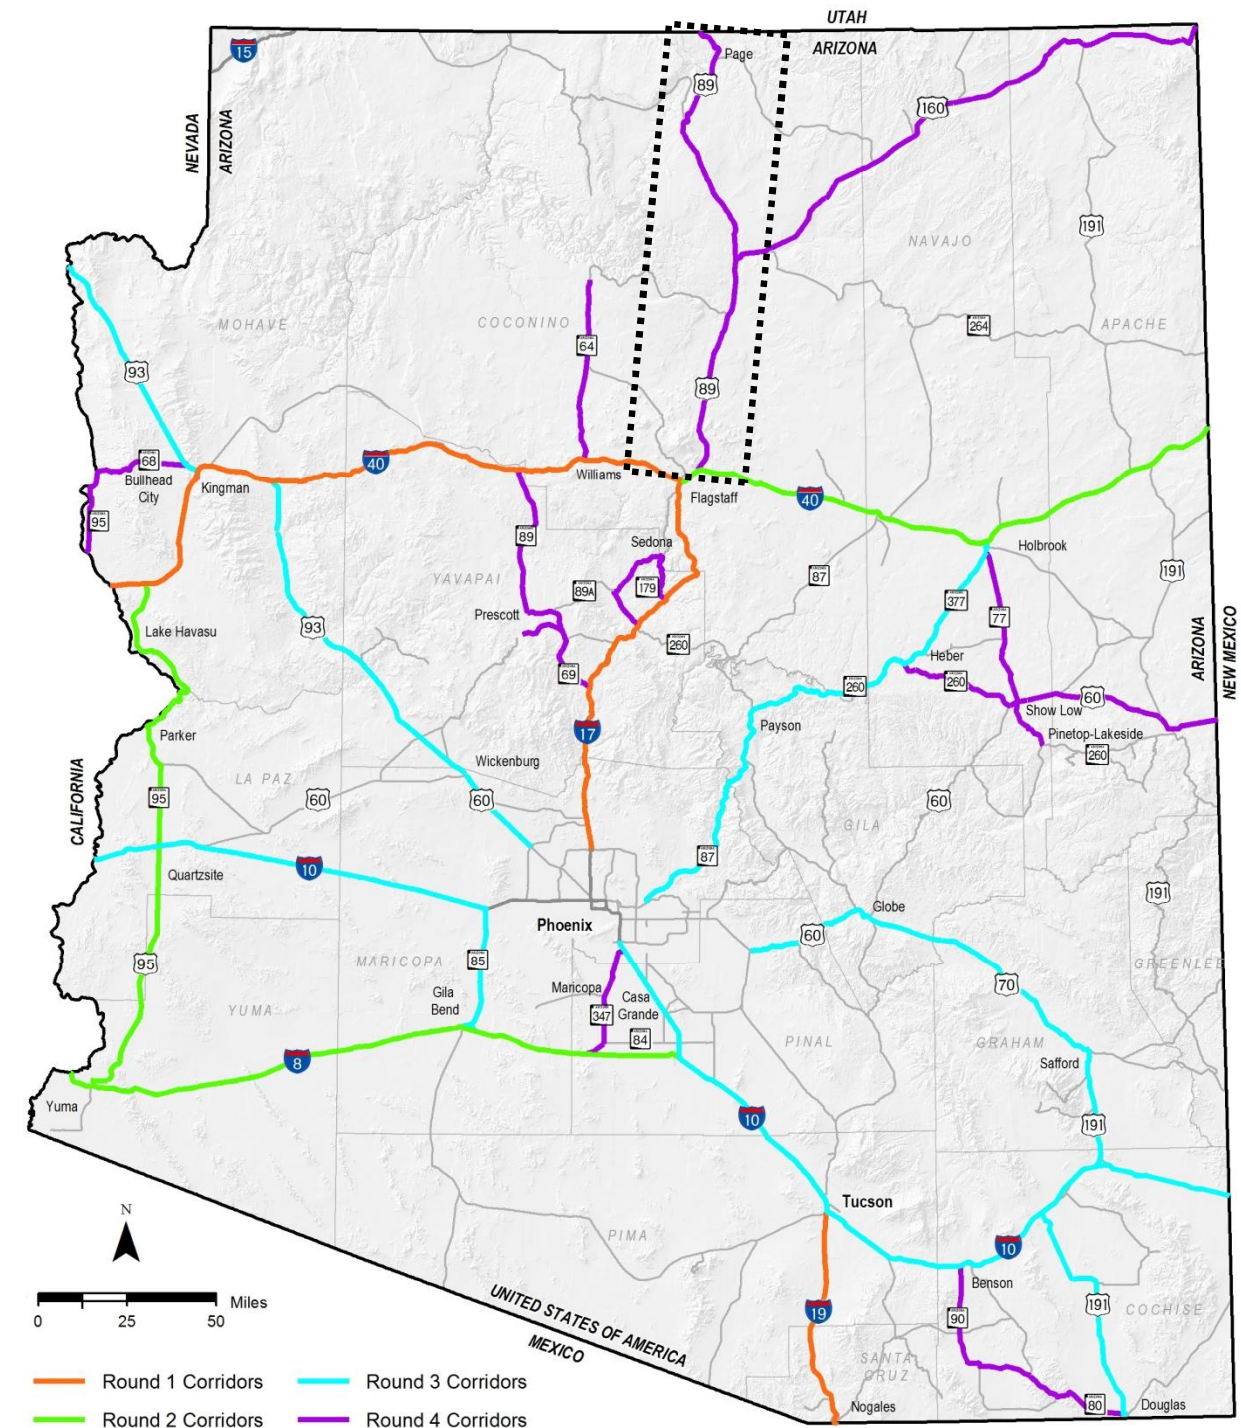 UTAH
ARIZONA
15
Page
89
160
NEVADA
ARIZONA
191
NAVAJO
MOHAVE
COCONINO
264
APACHE
64
93
89
68
Bullhead
City
40
Kingman
Williams
Flagstaff
40
95
89
Sedona
Holbrook
87
191
YAVAPAI
89A
179
377
Prescott
77
93
Lake Havasu
260
Heber
ARIZONA
NEW MEXICO
69
260
260
60
Show Low
17
Payson
Parker
Pinetop-Lakeside
260
Wickenburg
LA PAZ
CALIFORNIA
95
60
60
60
GILA
10
87
Quartzsite
191
Globe
Phoenix
60
95
MARICOPA
85
GREENLEE
Maricopa
Gila
Bend
70
Casa
Grande
YUMA
347
84
PINAL
GRAHAM
8
Safford
Yuma
10
191
Tucson
N
PIMA
10
Benson
UNITED STATES OF AMERICA
MEXICO
0 25 50 Miles
19
90
191
COCHISE
SANTA
CRUZ
80
Douglas
Nogales
Round 1 Corridors
Round 3 Corridors
Round 2 Corridors
Round 4 Corridors